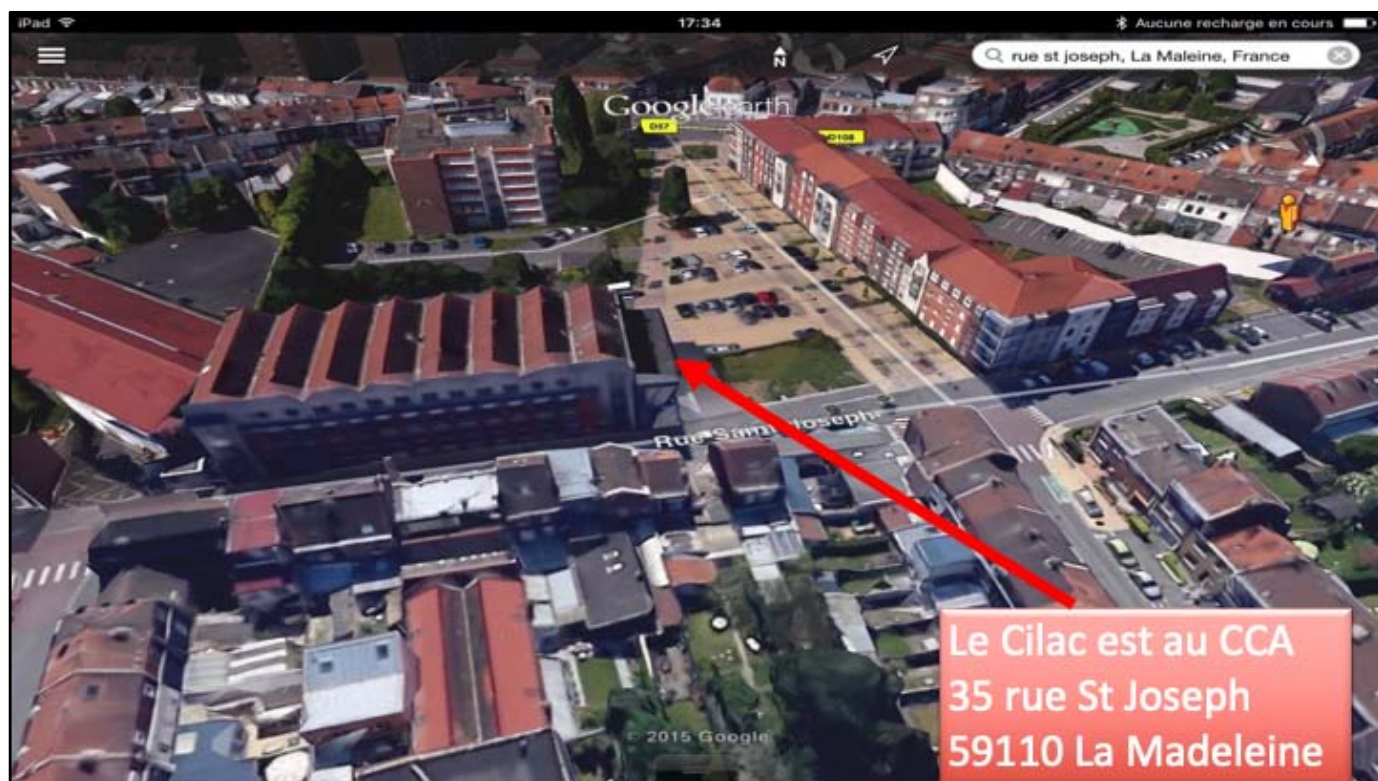 iPad 17:34 Aucune recharge en cours
N
rue st joseph, La Maleine, France
Google earth
D57
D108
Rue Saint-Joseph
Le Cilac est au CCA
35 rue St Joseph
59110 La Madeleine
© 2015 Google